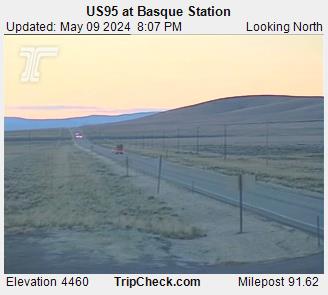 US95 at Basque Station
Updated: May 09 2024 8:07 PM Looking North
Elevation 4460 TripCheck.com Milepost 91.62